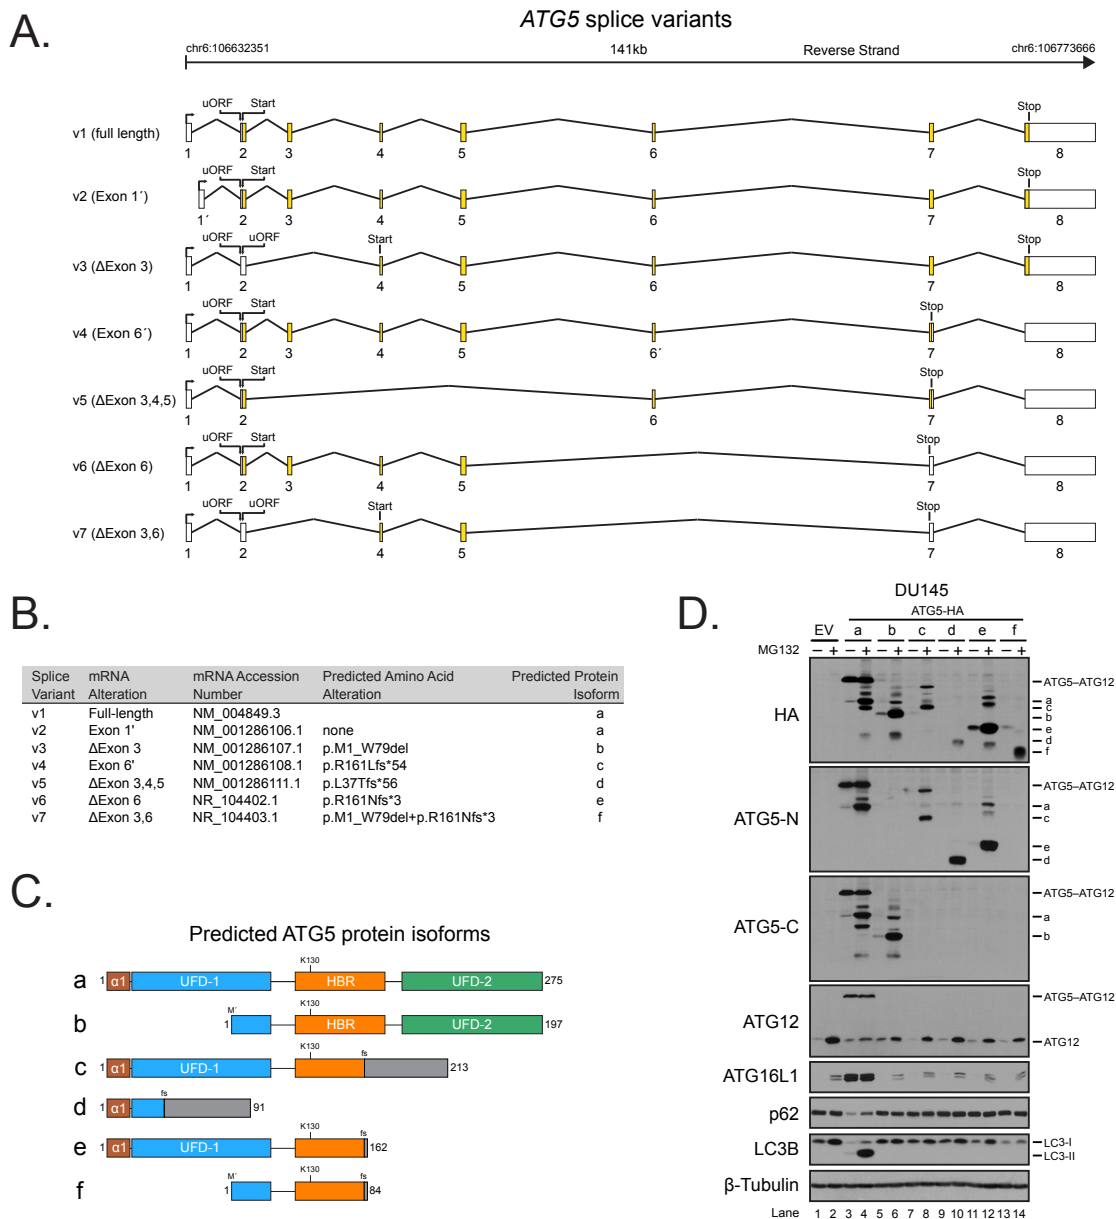 A.
ATG5 splice variants
chr6:106632351 141kb Reverse Strand chr6:106773666
uORF Start Stop
v1 (full length)
1 2 3 4 5 6 7 8
uORF Start Stop
v2 (Exon 1´)
1´ 2 3 4 5 6 7 8
uORF uORF Start Stop
v3 (ΔExon 3)
1 2 4 5 6 7 8
uORF Start Stop
v4 (Exon 6´)
1 2 3 4 5 6´ 7 8
uORF Start Stop
v5 (ΔExon 3,4,5)
1 2 6 7 8
uORF Start Stop
v6 (ΔExon 6)
1 2 3 4 5 7 8
uORF uORF Start Stop
v7 (ΔExon 3,6)
1 2 4 5 7 8
B.
Splice mRNA mRNA Accession Predicted Amino Acid Predicted Protein
Variant Alteration Number Alteration Isoform
v1 Full-length NM_004849.3 a
v2 Exon 1' NM_001286106.1 none a
v3 ΔExon 3 NM_001286107.1 p.M1_W79del b
v4 Exon 6' NM_001286108.1 p.R161Lfs*54 c
v5 ΔExon 3,4,5 NM_001286111.1 p.L37Tfs*56 d
v6 ΔExon 6 NR_104402.1 p.R161Nfs*3 e
v7 ΔExon 3,6 NR_104403.1 p.M1_W79del+p.R161Nfs*3 f
C.
Predicted ATG5 protein isoforms
K130
a 1 α1 UFD-1 HBR UFD-2 275
M´ K130
b 1 HBR UFD-2 197
K130 fs
c 1 α1 UFD-1 213
fs
d 1 α1 91
K130 fs
e 1 α1 UFD-1 162
M´ K130 fs
f 1 84
D.
DU145
ATG5-HA
EV a b c d e f
MG132 – + – + – + – + – + – + – +
HA
ATG5–ATG12
a
c
b
e
d
f
ATG5-N
ATG5–ATG12
a
c
e
d
ATG5-C
ATG5–ATG12
a
b
ATG12
ATG5–ATG12
ATG12
ATG16L1
p62
LC3B
LC3-I
LC3-II
β-Tubulin
Lane 1 2 3 4 5 6 7 8 9 10 11 12 13 14